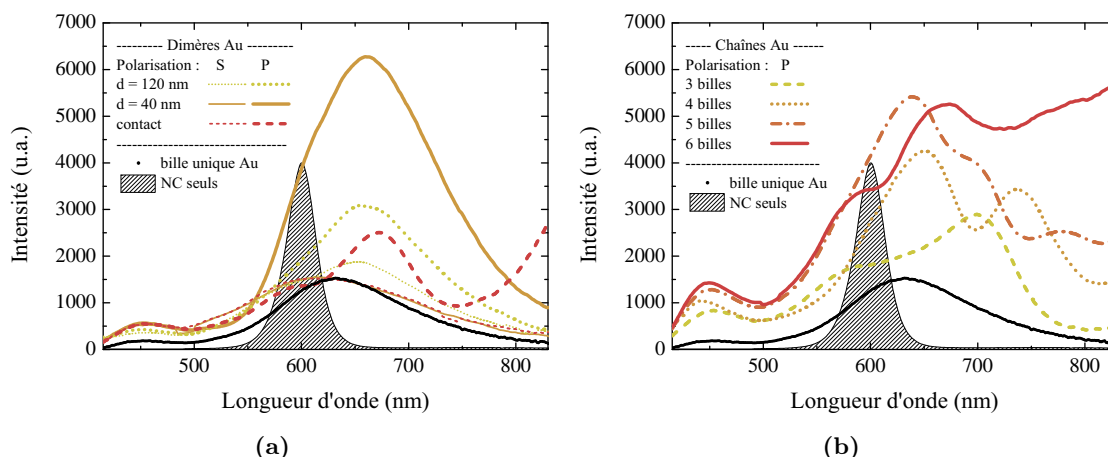 7000
6000
5000
4000
3000
2000
1000
0
Intensité (u.a.)
------- Dimères Au ---------
Polarisation : S P
d = 120 nm
d = 40 nm
contact
bille unique Au
NC seuls
500 600 700 800
Longueur d'onde (nm)
(a)
7000
6000
5000
4000
3000
2000
1000
0
Intensité (u.a.)
--------- Chaînes Au ------
Polarisation : P
3 billes
4 billes
5 billes
6 billes
bille unique Au
NC seuls
500 600 700 800
Longueur d'onde (nm)
(b)